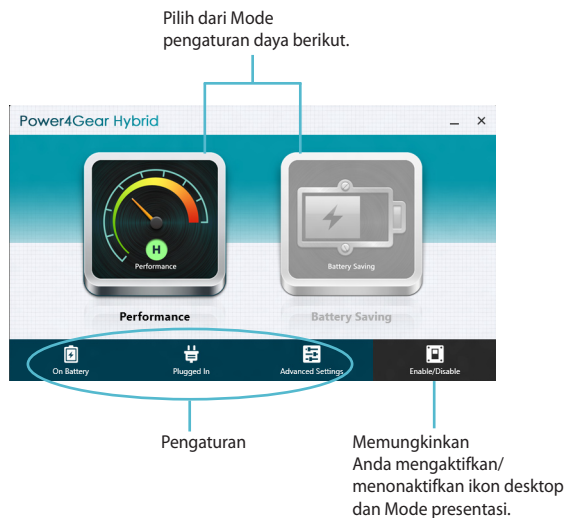 Pilih dari Mode
pengaturan daya berikut.
Power4Gear Hybrid
H
Performance
Battery Saving
Performance
Battery Saving
On Battery
Plugged In
Advanced Settings
Enable/Disable
Pengaturan
Memungkinkan
Anda mengaktifkan/
menonaktifkan ikon desktop
dan Mode presentasi.